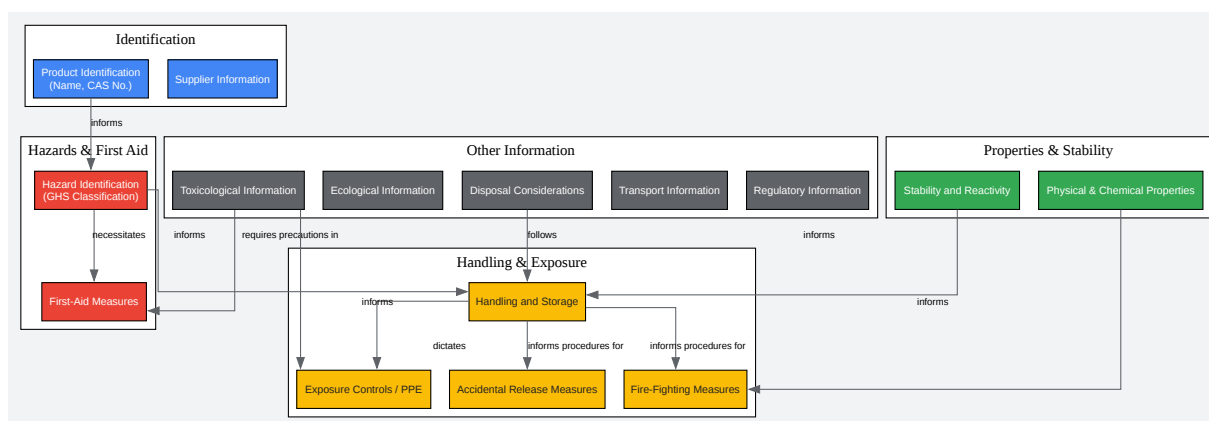 Identification
Product Identification
(Name, CAS No.)
Supplier Information
informs
Hazards & First Aid
Other Information
Properties & Stability
Hazard Identification
(GHS Classification)
Toxicological Information
Ecological Information
Disposal Considerations
Transport Information
Regulatory Information
Stability and Reactivity
Physical & Chemical Properties
necessitates
informs
requires precautions in
follows
informs
Handling & Exposure
First-Aid Measures
informs
Handling and Storage
informs
dictates
informs procedures for
informs procedures for
Exposure Controls / PPE
Accidental Release Measures
Fire-Fighting Measures